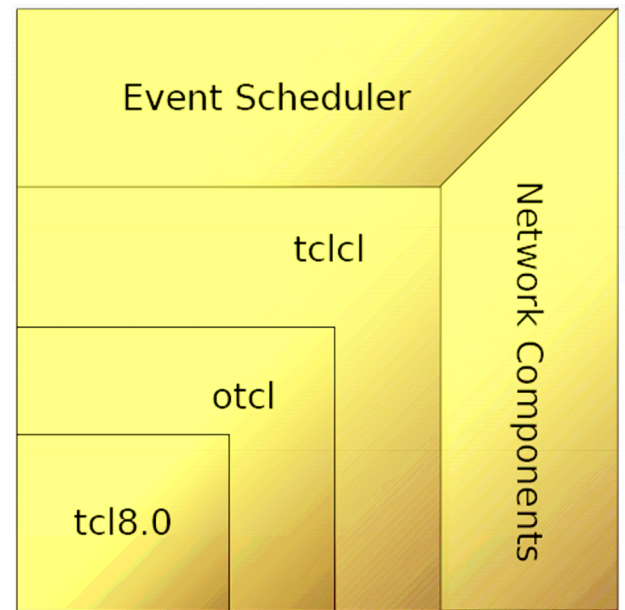 Event Scheduler
tclcl
Network Components
otcl
tcl8.0